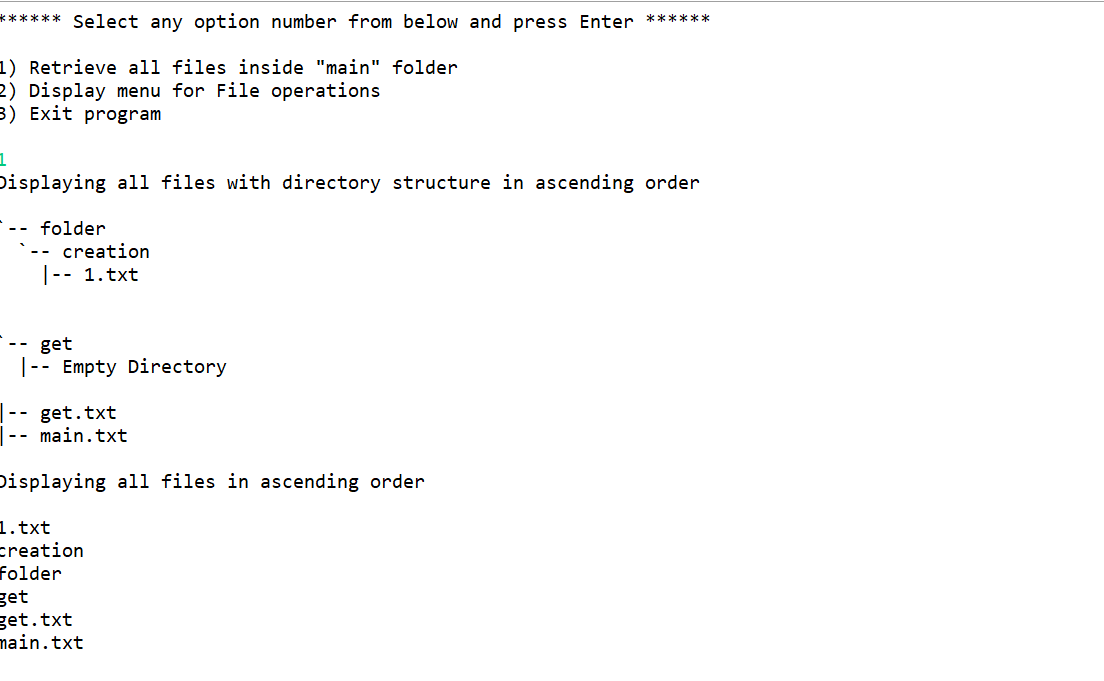 ****** Select any option number from below and press Enter ******
1) Retrieve all files inside "main" folder
2) Display menu for File operations
3) Exit program
1
Displaying all files with directory structure in ascending order
`-- folder
  `-- creation
    |-- 1.txt
`-- get
  |-- Empty Directory
|-- get.txt
|-- main.txt
Displaying all files in ascending order
1.txt
creation
folder
get
get.txt
main.txt